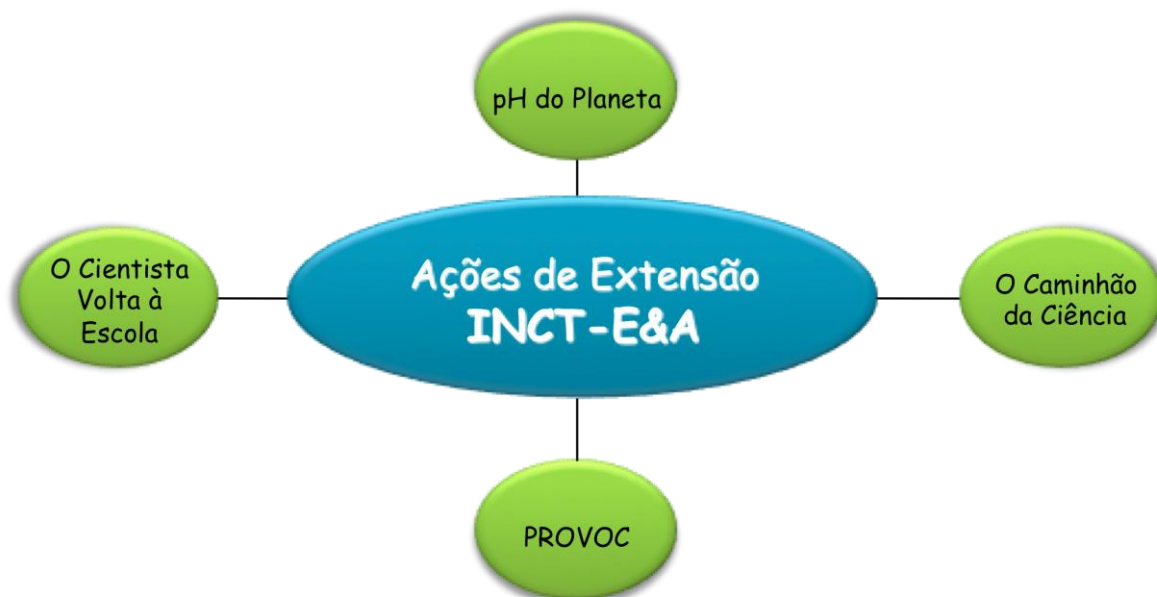 pH do Planeta
O Cientista
Volta à
Escola
Ações de Extensão
INCT-E&A
O Caminhão
da Ciência
PROVOC